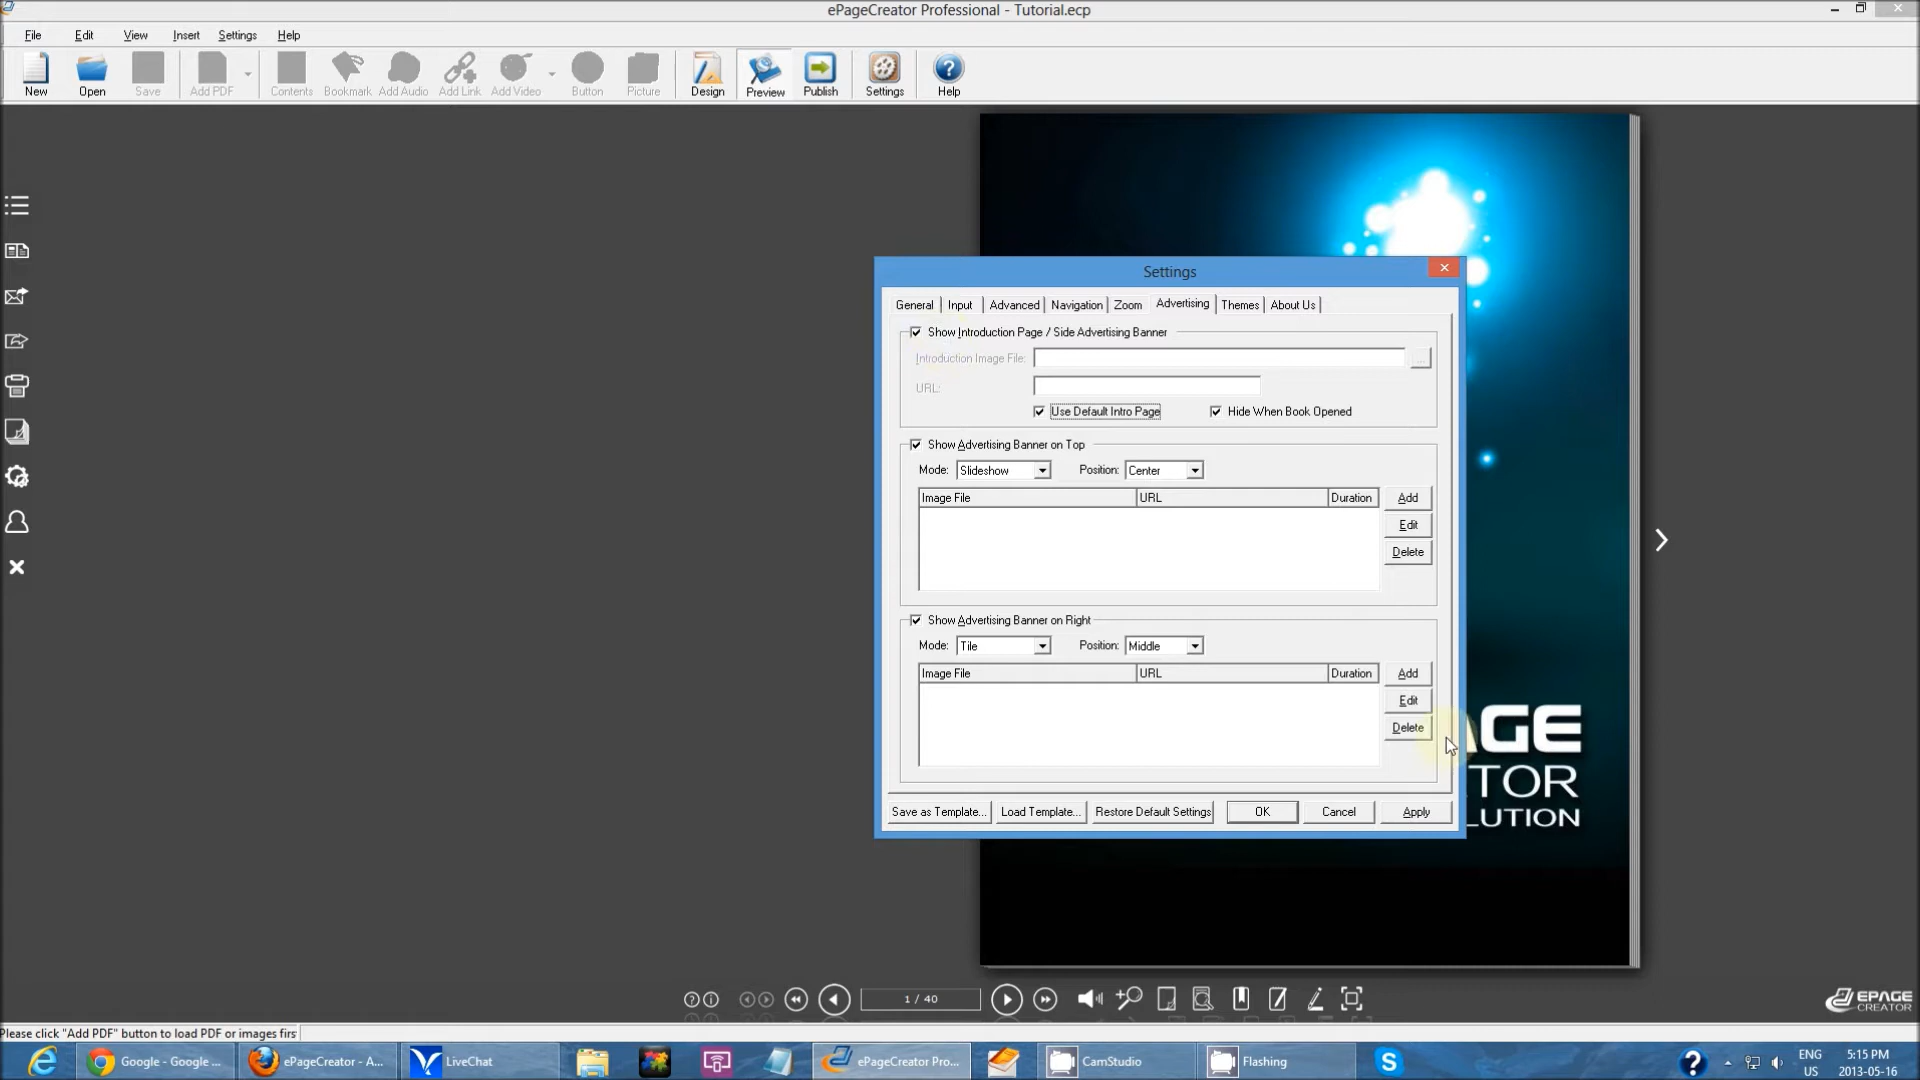 ePageCreator Professional - Tutorial.ecp
File Edit View Insert Settings Help
New Open Save Add PDF Contents Bookmark Add Audio Add Link Add Video Button Picture Design Preview Publish Settings Help
Settings
General Input Advanced Navigation Zoom Advertising Themes About Us
Show Introduction Page / Side Advertising Banner
Introduction Image File: ...
URL:
Use Default Intro Page Hide When Book Opened
Show Advertising Banner on Top
Mode: Slideshow Position: Center
Image File URL Duration Add
Edit
Delete
Show Advertising Banner on Right
Mode: Tile Position: Middle
Image File URL Duration Add
Edit
Delete
Save as Template... Load Template... Restore Default Settings OK Cancel Apply
AGE
TOR
LUTION
1 / 40
EPAGE
CREATOR
Please click "Add PDF" button to load PDF or images firs
Google - Google ... ePageCreator - A... LiveChat ePageCreator Pro... CamStudio Flashing
ENG 5:15 PM
US 2013-05-16